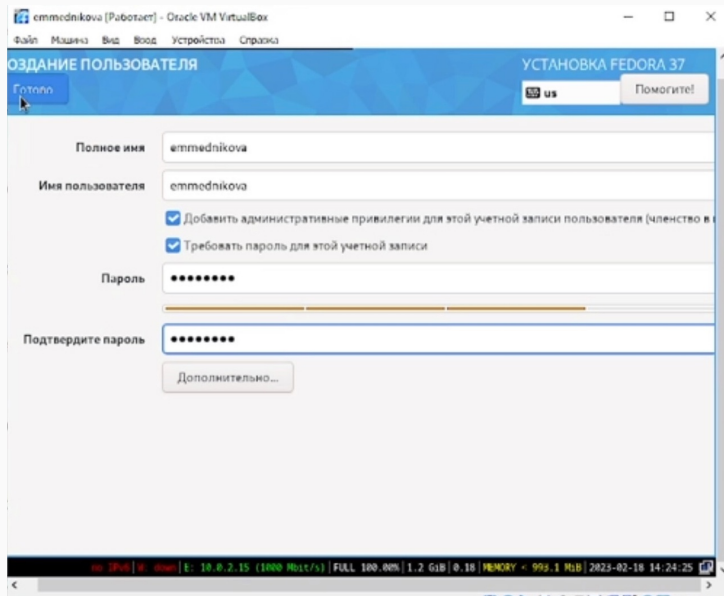 emmednikova [Работает] - Oracle VM VirtualBox
Файл Машина Вид Ввод Устройства Справка
ОЗДАНИЕ ПОЛЬЗОВАТЕЛЯ
УСТАНОВКА FEDORA 37
Готово
us
Помогите!
Полное имя
emmednikova
Имя пользователя
emmednikova
Добавить административные привилегии для этой учетной записи пользователя (членство в
Требовать пароль для этой учетной записи
Пароль
••••••••
Подтвердите пароль
••••••••
Дополнительно...
no IPv6 | W: down | E: 10.0.2.15 (1000 Mbit/s) | FULL 100.00% | 1.2 GiB | 0.18 | MEMORY < 993.1 MiB | 2023-02-18 14:24:25